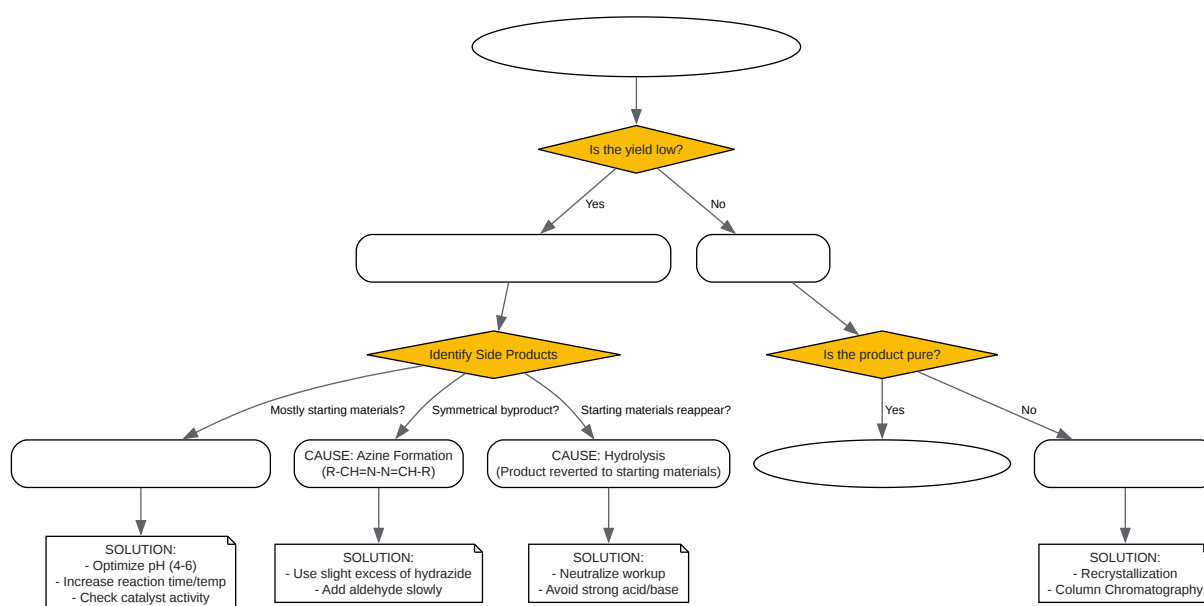 Is the yield low?
Yes
No
Identify Side Products
Is the product pure?
Mostly starting materials?
Symmetrical byproduct?
Starting materials reappear?
Yes
No
CAUSE: Azine Formation
(R-CH=N-N=CH-R)
CAUSE: Hydrolysis
(Product reverted to starting materials)
SOLUTION:
- Optimize pH (4-6)
- Increase reaction time/temp
- Check catalyst activity
SOLUTION:
- Use slight excess of hydrazide
- Add aldehyde slowly
SOLUTION:
- Neutralize workup
- Avoid strong acid/base
SOLUTION:
- Recrystallization
- Column Chromatography